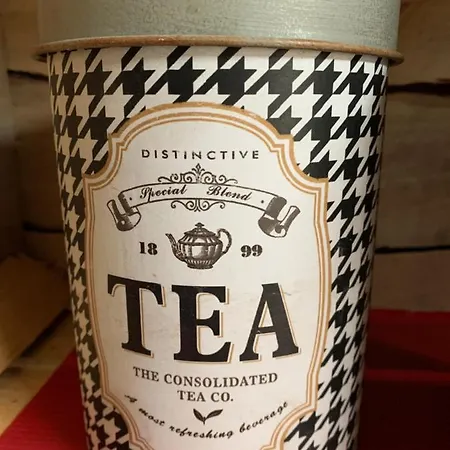 DISTINCTIVE
Special Blend
18 99
TEA
THE CONSOLIDATED
TEA CO.
A most refreshing beverage